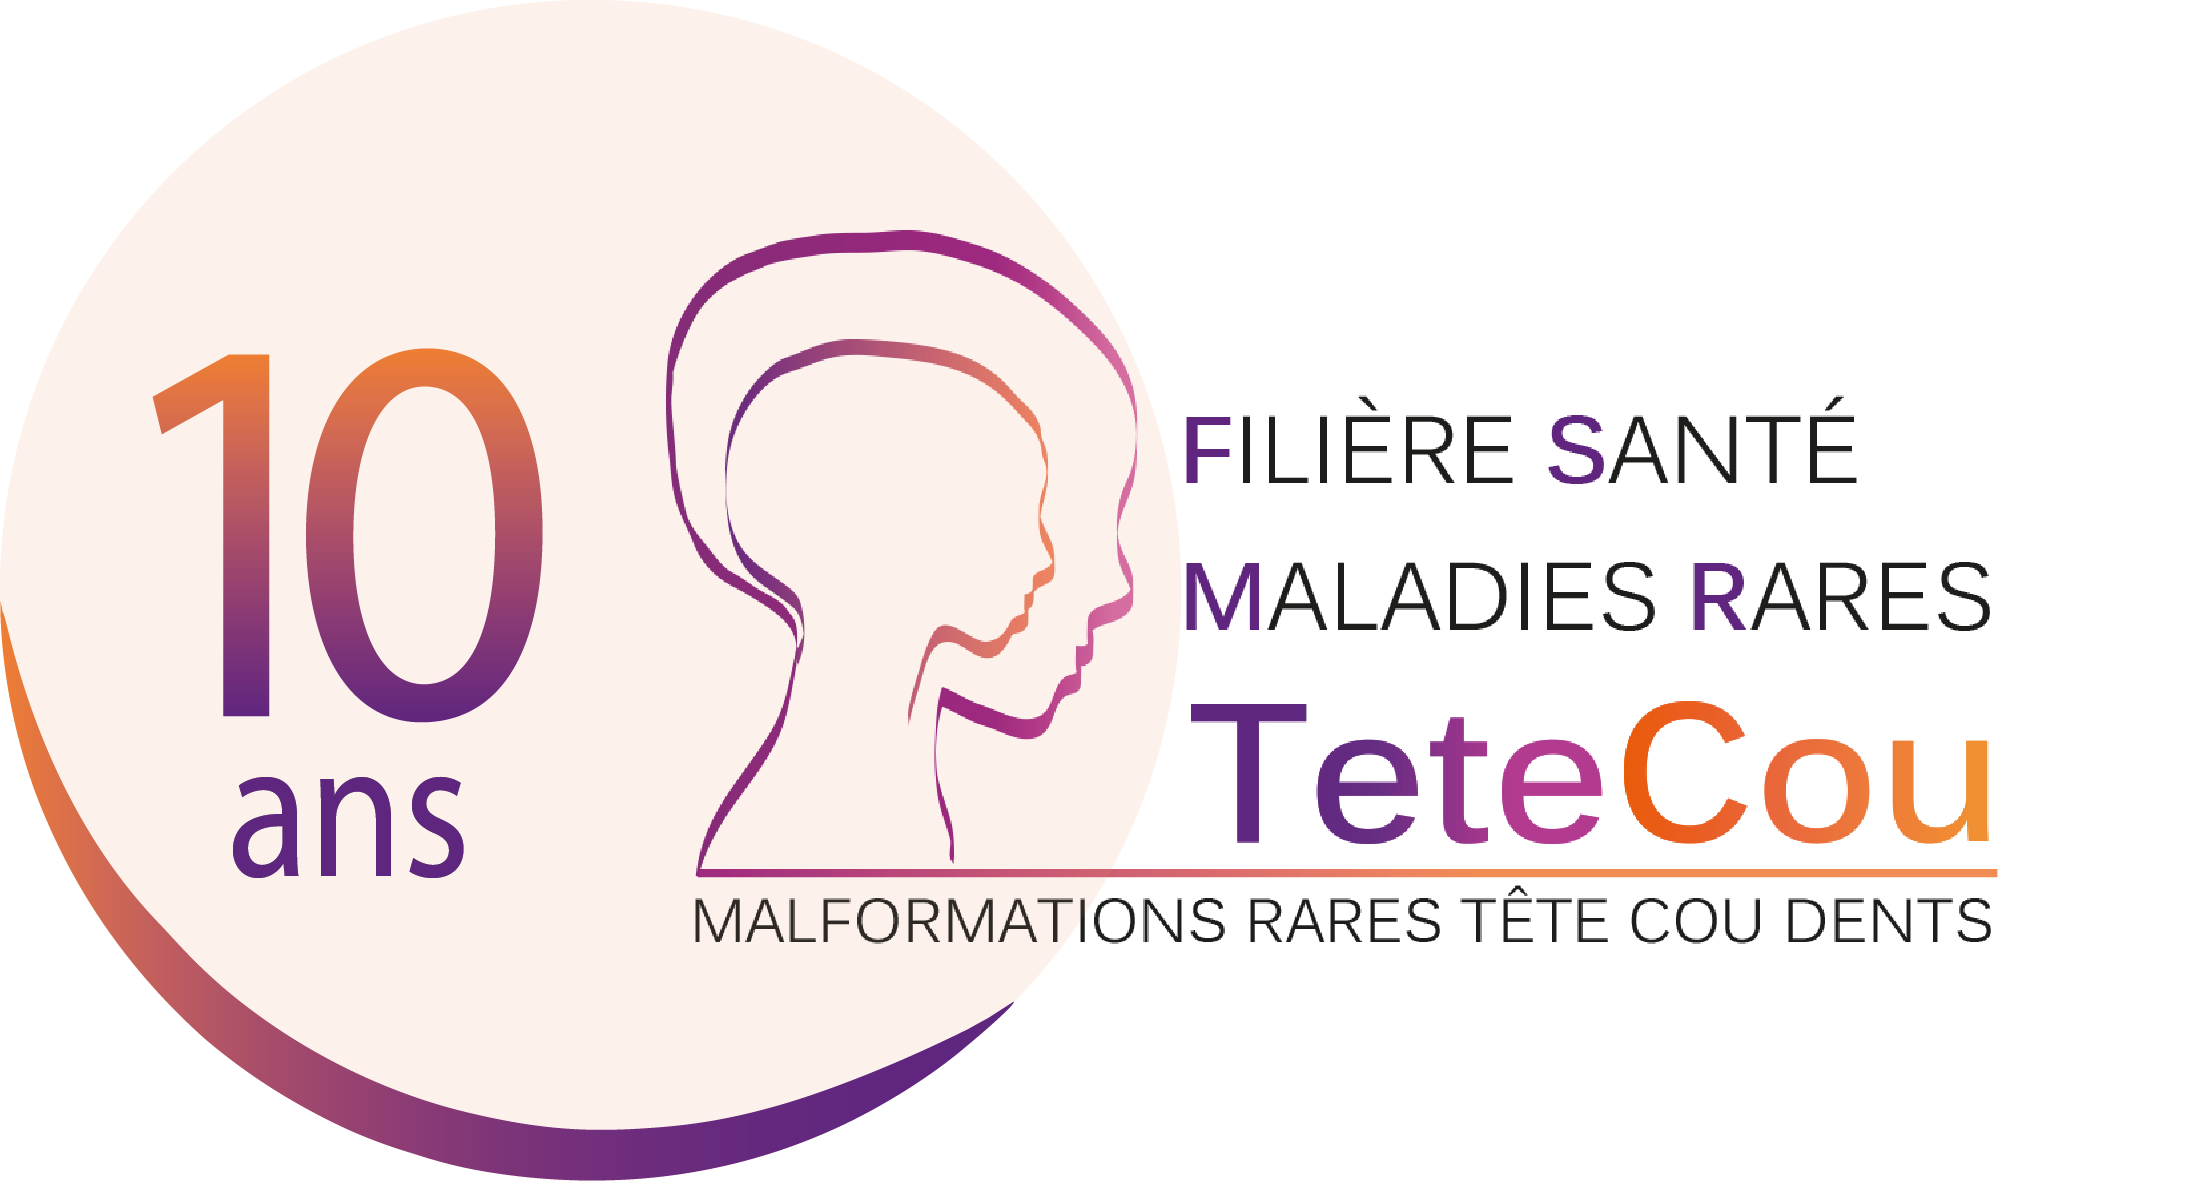 10
ans
FILIÈRE SANTÉ
MALADIES RARES
TeteCou
MALFORMATIONS RARES TÊTE COU DENTS